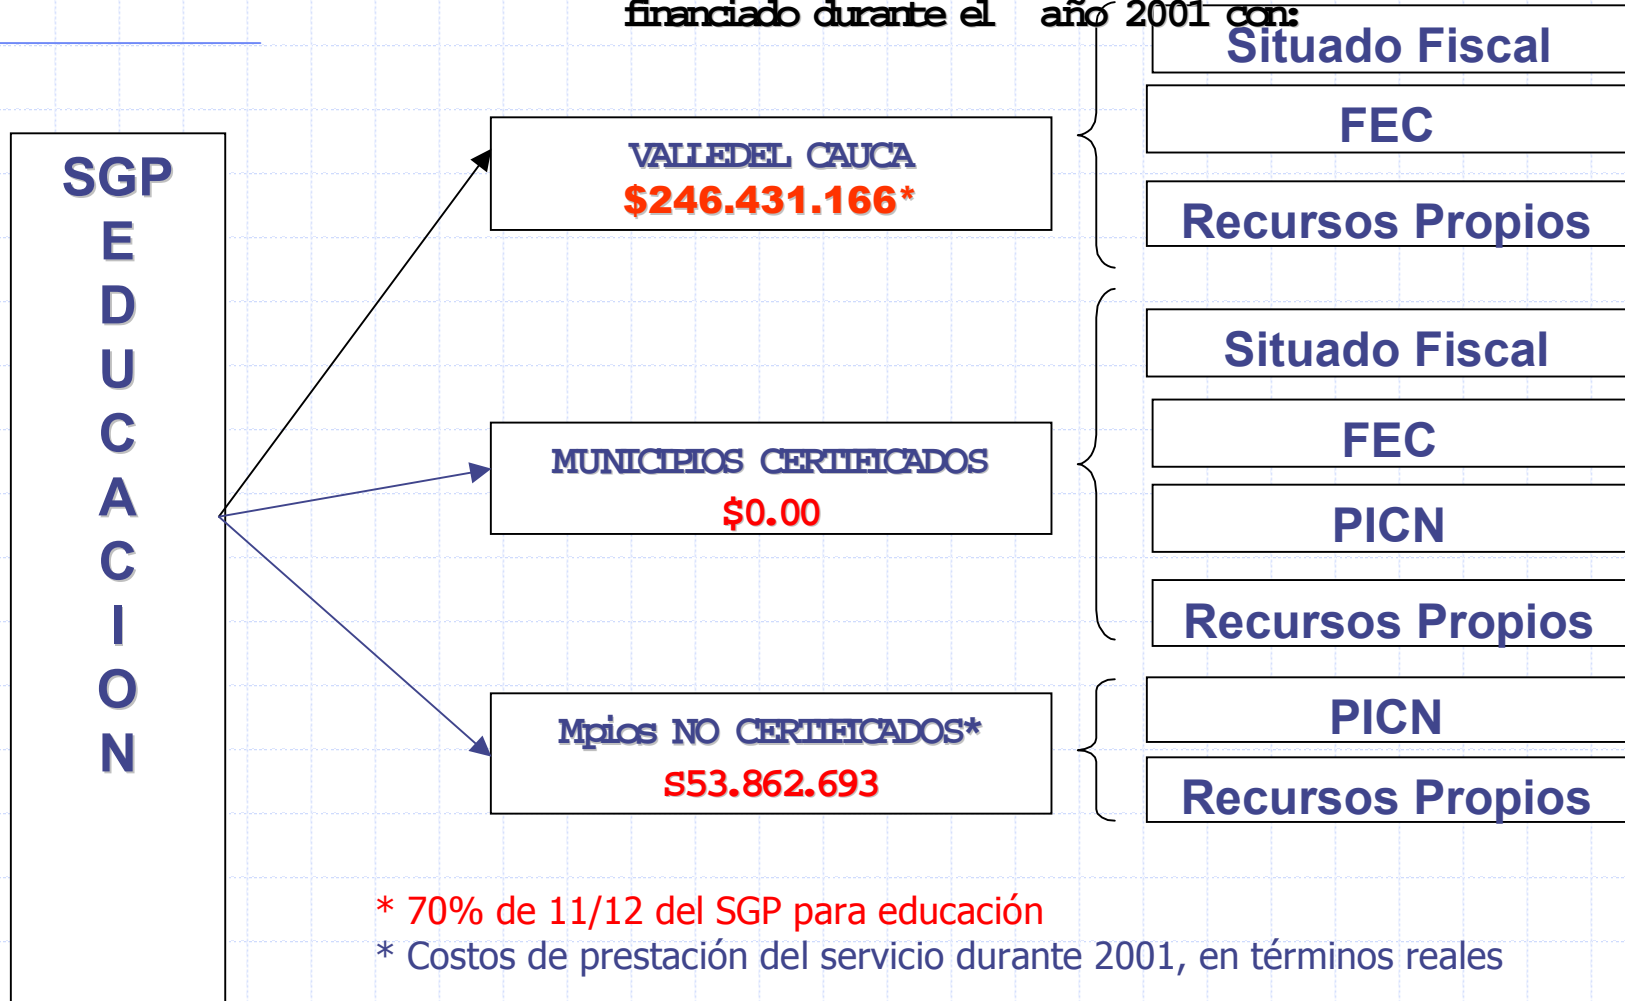 financiado durante el año 2001 con:
SGP
E
D
U
C
A
C
I
O
N
VALLEDEL CAUCA
$246.431.166*
Situado Fiscal
FEC
Recursos Propios
MUNICIPIOS CERTIFICADOS
$0.00
Situado Fiscal
FEC
PICN
Recursos Propios
Mpios NO CERTIFICADOS*
S53.862.693
PICN
Recursos Propios
* 70% de 11/12 del SGP para educación
* Costos de prestación del servicio durante 2001, en términos reales